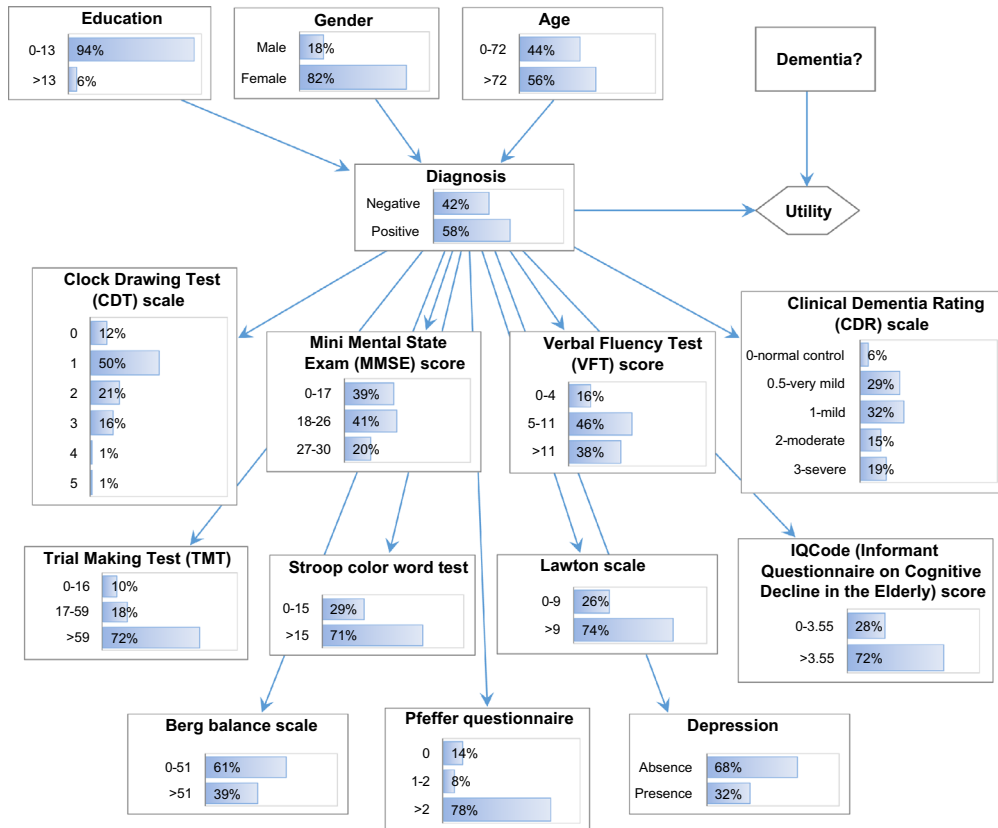 Education
0-13 94%
>13 6%
Gender
Male 18%
Female 82%
Age
0-72 44%
>72 56%
Dementia?
Diagnosis
Negative 42%
Positive 58%
Utility
Clock Drawing Test
(CDT) scale
0 12%
1 50%
2 21%
3 16%
4 1%
5 1%
Mini Mental State
Exam (MMSE) score
0-17 39%
18-26 41%
27-30 20%
Verbal Fluency Test
(VFT) score
0-4 16%
5-11 46%
>11 38%
Clinical Dementia Rating
(CDR) scale
0-normal control 6%
0.5-very mild 29%
1-mild 32%
2-moderate 15%
3-severe 19%
Trial Making Test (TMT)
0-16 10%
17-59 18%
>59 72%
Stroop color word test
0-15 29%
>15 71%
Lawton scale
0-9 26%
>9 74%
IQCode (Informant
Questionnaire on Cognitive
Decline in the Elderly) score
0-3.55 28%
>3.55 72%
Berg balance scale
0-51 61%
>51 39%
Pfeffer questionnaire
0 14%
1-2 8%
>2 78%
Depression
Absence 68%
Presence 32%